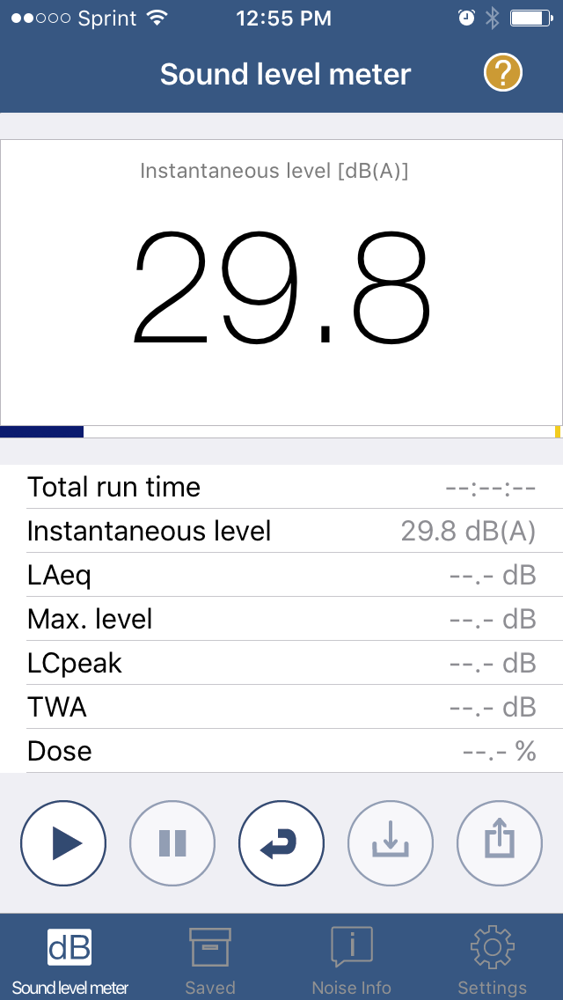 Sprint 12:55 PM
Sound level meter ?
Instantaneous level [dB(A)]
29.8
Total run time --:--:--
Instantaneous level 29.8 dB(A)
LAeq --.- dB
Max. level --.- dB
LCpeak --.- dB
TWA --.- dB
Dose --.- %
dB i
Sound level meter Saved Noise Info Settings